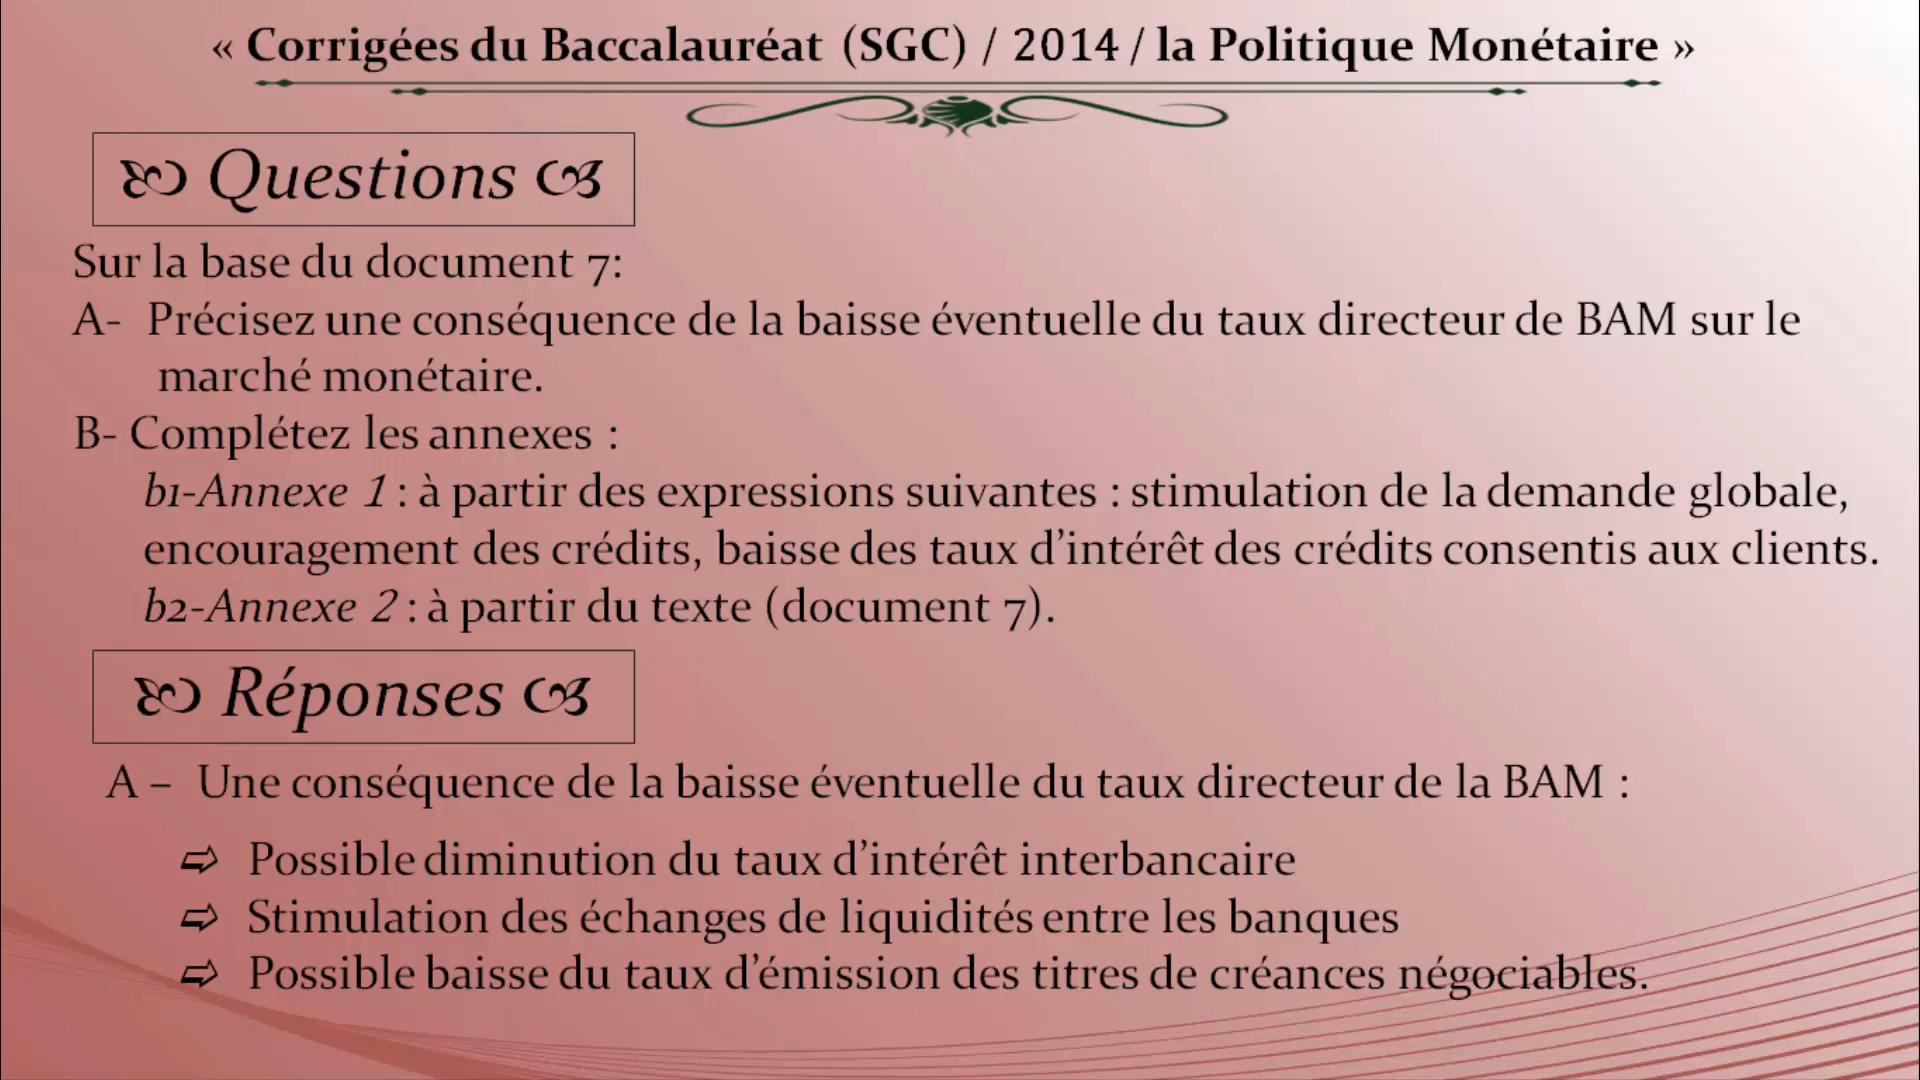 « Corrigées du Baccalauréat (SGC) / 2014 / la Politique Monétaire »
Questions
Sur la base du document 7:
A- Précisez une conséquence de la baisse éventuelle du taux directeur de BAM sur le
marché monétaire.
B- Complétez les annexes :
b1-Annexe 1 : à partir des expressions suivantes : stimulation de la demande globale,
encouragement des crédits, baisse des taux d’intérêt des crédits consentis aux clients.
b2-Annexe 2 : à partir du texte (document 7).
Réponses
A – Une conséquence de la baisse éventuelle du taux directeur de la BAM :
⇨ Possible diminution du taux d’intérêt interbancaire
⇨ Stimulation des échanges de liquidités entre les banques
⇨ Possible baisse du taux d’émission des titres de créances négociables.